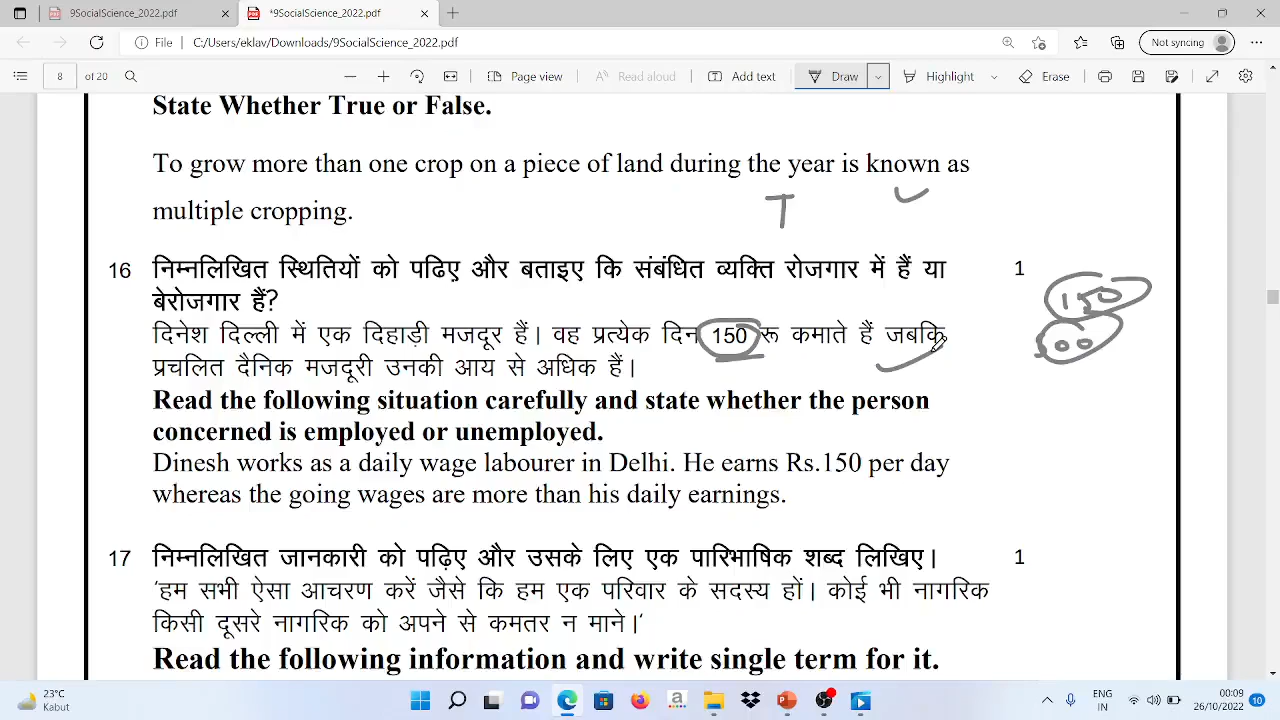 9SocialScience_2022.pdf
*9SocialScience_2022.pdf
File
C:/Users/eklav/Downloads/9SocialScience_2022.pdf
Not syncing
8 of 20
Page view
Read aloud
Add text
Draw
Highlight
Erase
State Whether True or False.
To grow more than one crop on a piece of land during the year is known as
multiple cropping.
T
16 निम्नलिखित स्थितियों को पढिए और बताइए कि संबंधित व्यक्ति रोजगार में हैं या 1
बेरोजगार हैं?
150
दिनेश दिल्ली में एक दिहाड़ी मजदूर हैं। वह प्रत्येक दिन 150 रू कमाते हैं जबकि
प्रचलित दैनिक मजदूरी उनकी आय से अधिक हैं।
Read the following situation carefully and state whether the person
concerned is employed or unemployed.
Dinesh works as a daily wage labourer in Delhi. He earns Rs.150 per day
whereas the going wages are more than his daily earnings.
17 निम्नलिखित जानकारी को पढ़िए और उसके लिए एक पारिभाषिक शब्द लिखिए। 1
'हम सभी ऐसा आचरण करें जैसे कि हम एक परिवार के सदस्य हों। कोई भी नागरिक
किसी दूसरे नागरिक को अपने से कमतर न माने।'
Read the following information and write single term for it.
23°C
Kabut
ENG
IN
00:09
26/10/2022
10